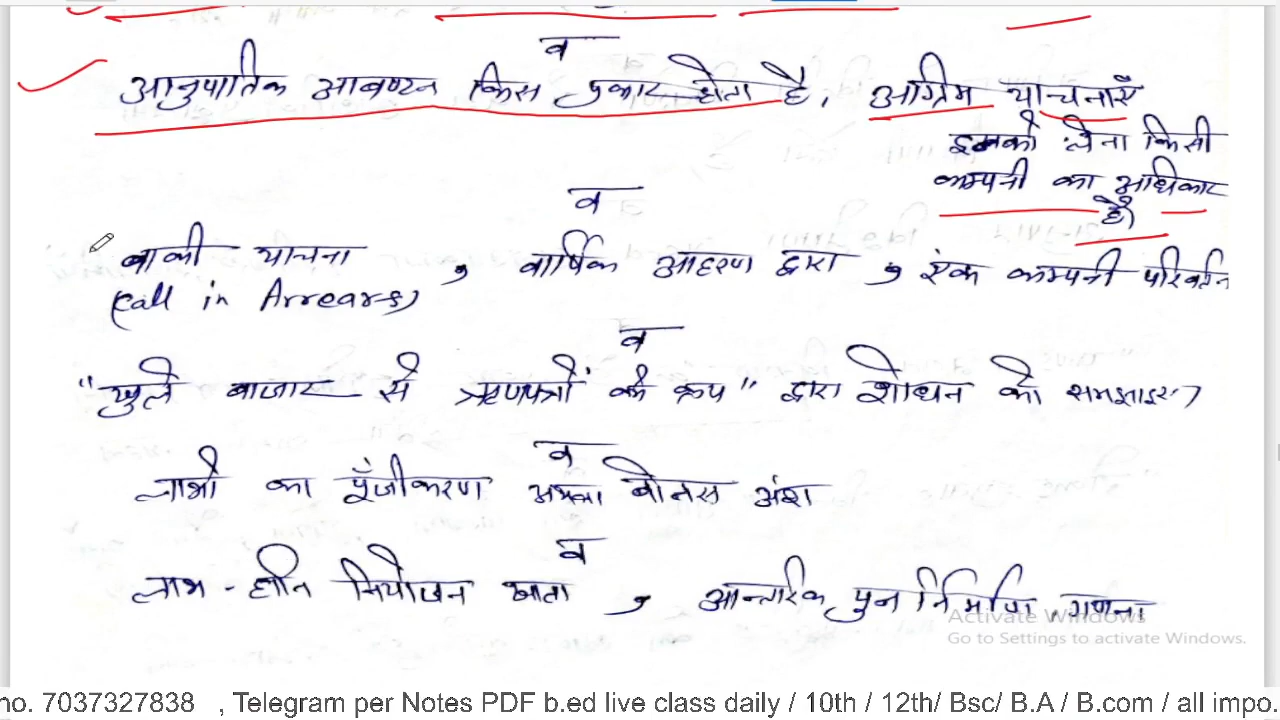 व
आनुपातिक आवण्टन किस प्रकार होता है, अग्रिम याचनाएँ
इनको लेना किसी
कम्पनी का अधिकार
है।
व
बाकी याचना , वार्षिक आहरण द्वारा , एक कम्पनी परिवर्तन
(Call in Arrears)
व
"खुले बाजार से ऋणपत्रों के क्रय" द्वारा शोधन को समझाइए,
व
लाभों का पूँजीकरण अथवा बोनस अंश
व
लाभ - हानि नियोजन खाता , आन्तरिक पुनर्निर्माण, गणना
Activate Windows
Go to Settings to activate Windows.
no. 7037327838 , Telegram per Notes PDF b.ed live class daily / 10th / 12th/ Bsc/ B.A / B.com / all impo.